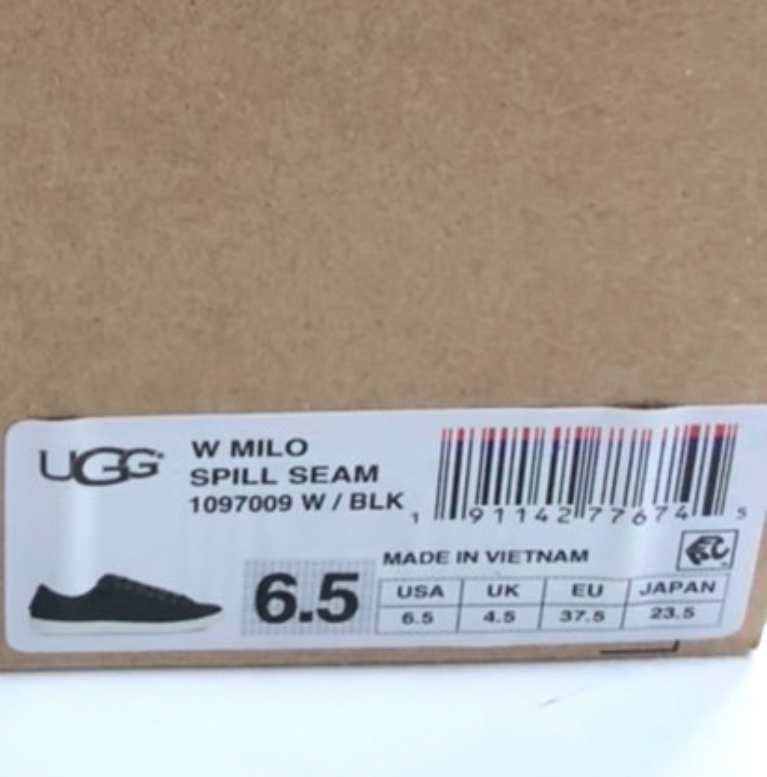 UGG®
W MILO
SPILL SEAM
1097009 W / BLK
1 91142 77674 5
MADE IN VIETNAM
6.5
USA UK EU JAPAN
6.5 4.5 37.5 23.5